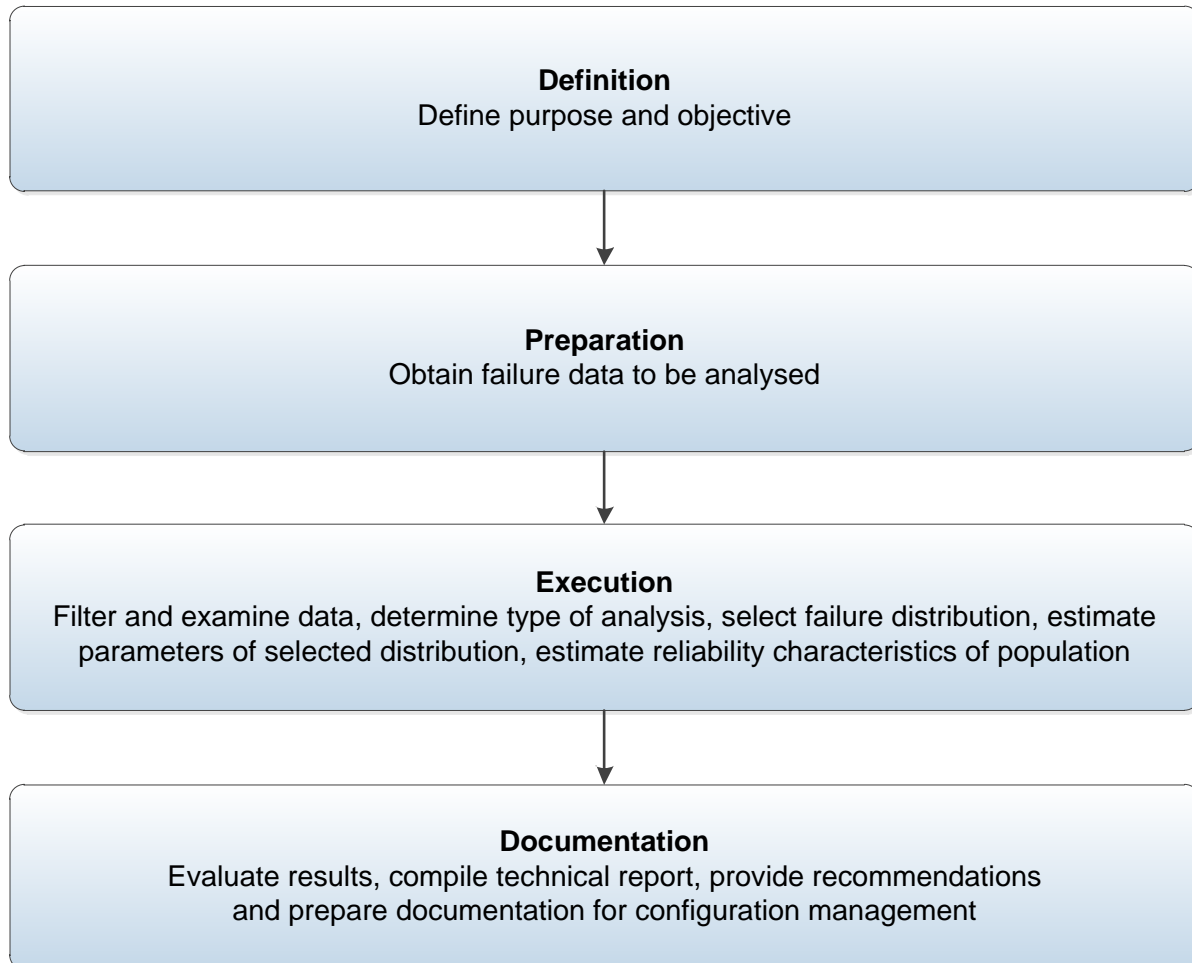 Definition
Define purpose and objective
Preparation
Obtain failure data to be analysed
Execution
Filter and examine data, determine type of analysis, select failure distribution, estimate
parameters of selected distribution, estimate reliability characteristics of population
Documentation
Evaluate results, compile technical report, provide recommendations
and prepare documentation for configuration management